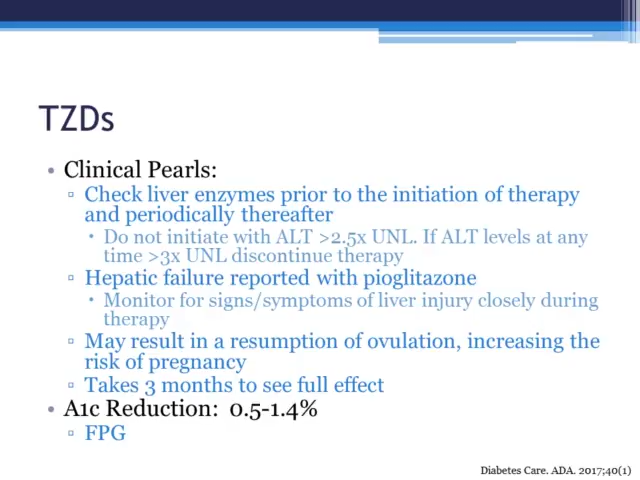 TZDs
• Clinical Pearls:
▫ Check liver enzymes prior to the initiation of therapy
and periodically thereafter
• Do not initiate with ALT >2.5x UNL. If ALT levels at any
time >3x UNL discontinue therapy
▫ Hepatic failure reported with pioglitazone
• Monitor for signs/symptoms of liver injury closely during
therapy
▫ May result in a resumption of ovulation, increasing the
risk of pregnancy
▫ Takes 3 months to see full effect
• A1c Reduction: 0.5-1.4%
▫ FPG
Diabetes Care. ADA. 2017;40(1)